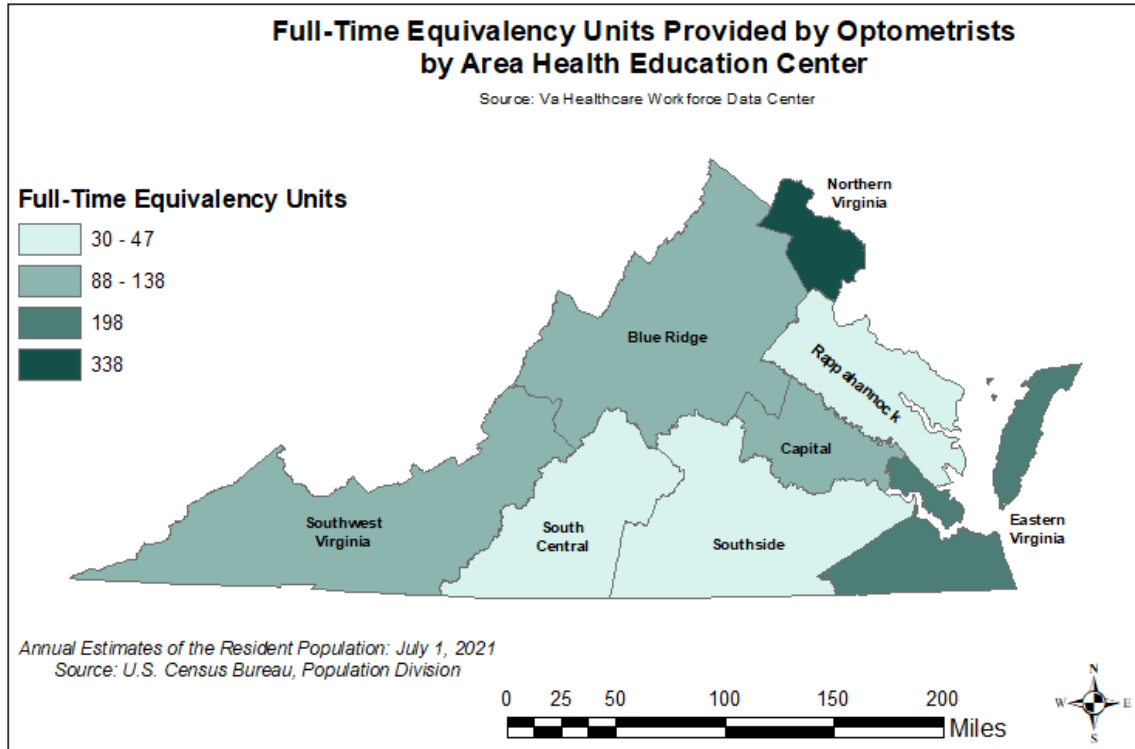 Full-Time Equivalency Units Provided by Optometrists
by Area Health Education Center
Source: Va Healthcare Workforce Data Center
Full-Time Equivalency Units
30 - 47
88 - 138
198
338
Northern
Virginia
Blue Ridge
Rappahannock
Capital
Southwest
Virginia
South
Central
Southside
Eastern
Virginia
Annual Estimates of the Resident Population: July 1, 2021
Source: U.S. Census Bureau, Population Division
0 25 50 100 150 200
Miles
N
W E
S